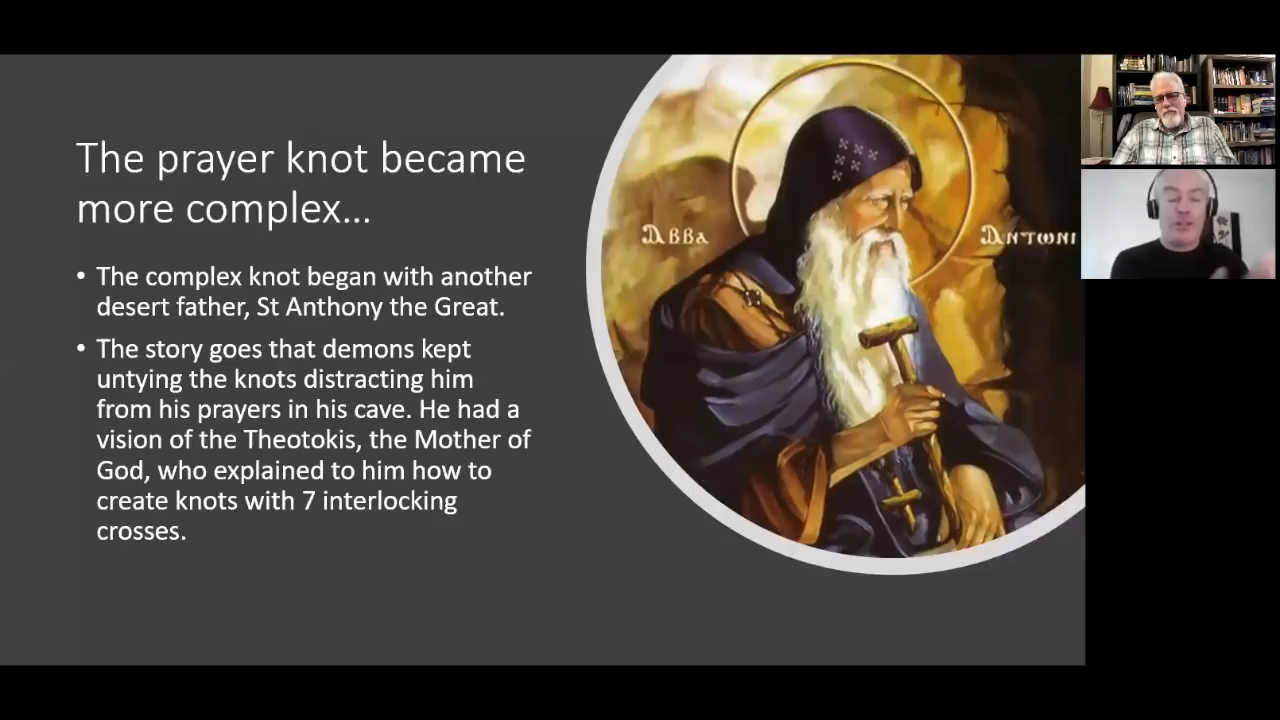 The prayer knot became
more complex...
• The complex knot began with another
desert father, St Anthony the Great.
• The story goes that demons kept
untying the knots distracting him
from his prayers in his cave. He had a
vision of the Theotokis, the Mother of
God, who explained to him how to
create knots with 7 interlocking
crosses.
ⲀBBa
ⲀNTⲰNI